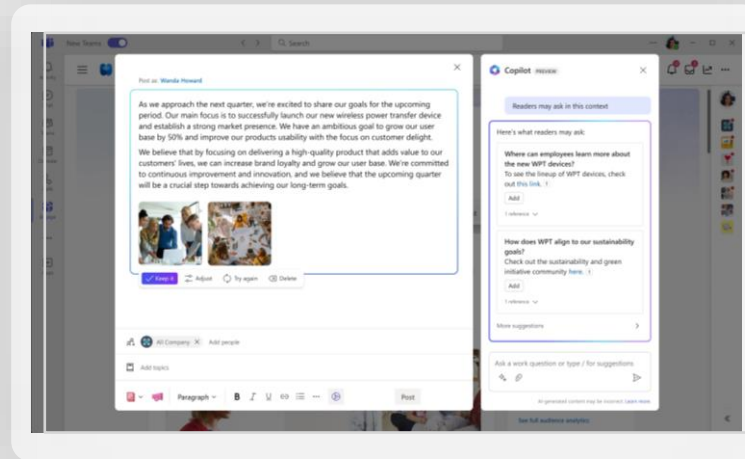 New Teams
Search
Post as: Wanda Howard
As we approach the next quarter, we're excited to share our goals for the upcoming
period. Our main focus is to successfully launch our new wireless power transfer device
and establish a strong market presence. We have an ambitious goal to grow our user
base by 50% and improve our products usability with the focus on customer delight.
We believe that by focusing on delivering a high-quality product that adds value to our
customers' lives, we can increase brand loyalty and grow our user base. We're committed
to continuous improvement and innovation, and we believe that the upcoming quarter
will be a crucial step towards achieving our long-term goals.
Keep it
Adjust
Try again
Delete
All Company
Add people
Add topics
Paragraph
B I U
Post
Copilot PREVIEW
Readers may ask in this context
Here's what readers may ask:
Where can employees learn more about
the new WPT devices?
To see the lineup of WPT devices, check
out this link. 1
Add
1 reference
How does WPT align to our sustainability
goals?
Check out the sustainability and green
initiative community here. 1
Add
1 reference
More suggestions
Ask a work question or type / for suggestions
AI generated content may be incorrect. Learn more
See full audience analytics